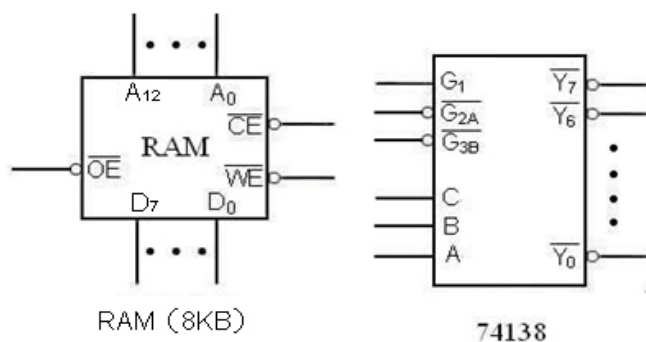 A12 A0
CE
RAM
OE
WE
D7 D0
RAM (8KB)
G1 Y7
G2A Y6
G3B
C
B
A Y0
74138